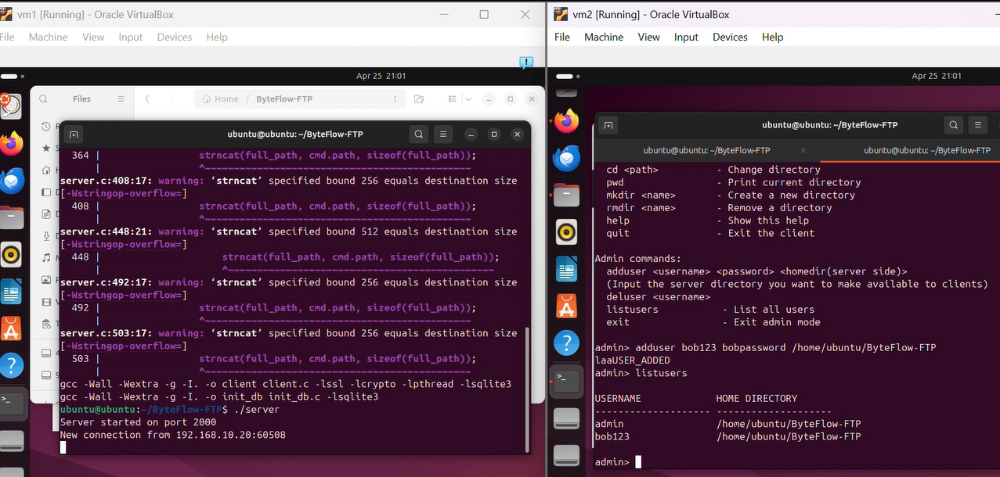 vm1 [Running] - Oracle VirtualBox
File Machine View Input Devices Help
Apr 25 21:01
Files
Home / ByteFlow-FTP
ubuntu@ubuntu: ~/ByteFlow-FTP
364 | strncat(full_path, cmd.path, sizeof(full_path));
| ^~~~~~~~~~~~~~~~~~~~~~~~~~~~~~~~~~~~~~~~~~~~~~~
server.c:408:17: warning: ‘strncat’ specified bound 256 equals destination size
[-Wstringop-overflow=]
408 | strncat(full_path, cmd.path, sizeof(full_path));
| ^~~~~~~~~~~~~~~~~~~~~~~~~~~~~~~~~~~~~~~~~~~~~~~
server.c:448:21: warning: ‘strncat’ specified bound 512 equals destination size
[-Wstringop-overflow=]
448 | strncat(full_path, cmd.path, sizeof(full_path));
| ^~~~~~~~~~~~~~~~~~~~~~~~~~~~~~~~~~~~~~~~~~~~~~~
server.c:492:17: warning: ‘strncat’ specified bound 256 equals destination size
[-Wstringop-overflow=]
492 | strncat(full_path, cmd.path, sizeof(full_path));
| ^~~~~~~~~~~~~~~~~~~~~~~~~~~~~~~~~~~~~~~~~~~~~~~
server.c:503:17: warning: ‘strncat’ specified bound 256 equals destination size
[-Wstringop-overflow=]
503 | strncat(full_path, cmd.path, sizeof(full_path));
| ^~~~~~~~~~~~~~~~~~~~~~~~~~~~~~~~~~~~~~~~~~~~~~~
gcc -Wall -Wextra -g -I. -o client client.c -lssl -lcrypto -lpthread -lsqlite3
gcc -Wall -Wextra -g -I. -o init_db init_db.c -lsqlite3
ubuntu@ubuntu:~/ByteFlow-FTP$ ./server
Server started on port 2000
New connection from 192.168.10.20:60508
vm2 [Running] - Oracle VirtualBox
File Machine View Input Devices Help
Apr 25 21:01
ubuntu@ubuntu: ~/ByteFlow-FTP
ubuntu@ubuntu: ~/ByteFlow-FTP × ubuntu@ubuntu: ~/ByteFlow-FTP
cd <path> - Change directory
pwd - Print current directory
mkdir <name> - Create a new directory
rmdir <name> - Remove a directory
help - Show this help
quit - Exit the client
Admin commands:
adduser <username> <password> <homedir(server side)>
(Input the server directory you want to make available to clients)
deluser <username>
listusers - List all users
exit - Exit admin mode
admin> adduser bob123 bobpassword /home/ubuntu/ByteFlow-FTP
laaUSER_ADDED
admin> listusers
USERNAME HOME DIRECTORY
-------------------- --------------------
admin /home/ubuntu/ByteFlow-FTP
bob123 /home/ubuntu/ByteFlow-FTP
admin>